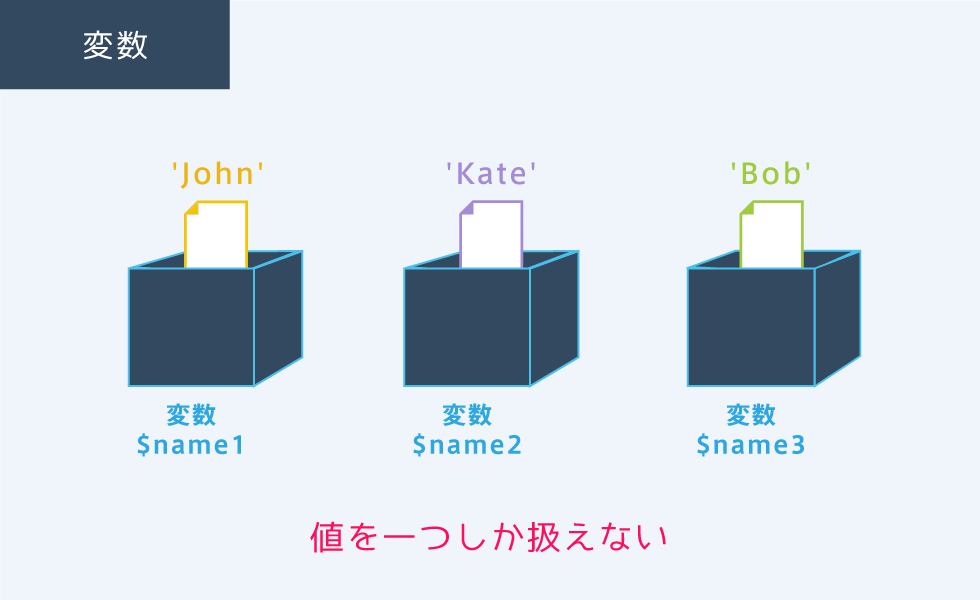 変数
'John'
'Kate'
'Bob'
変数
$name1
変数
$name2
変数
$name3
値を一つしか扱えない